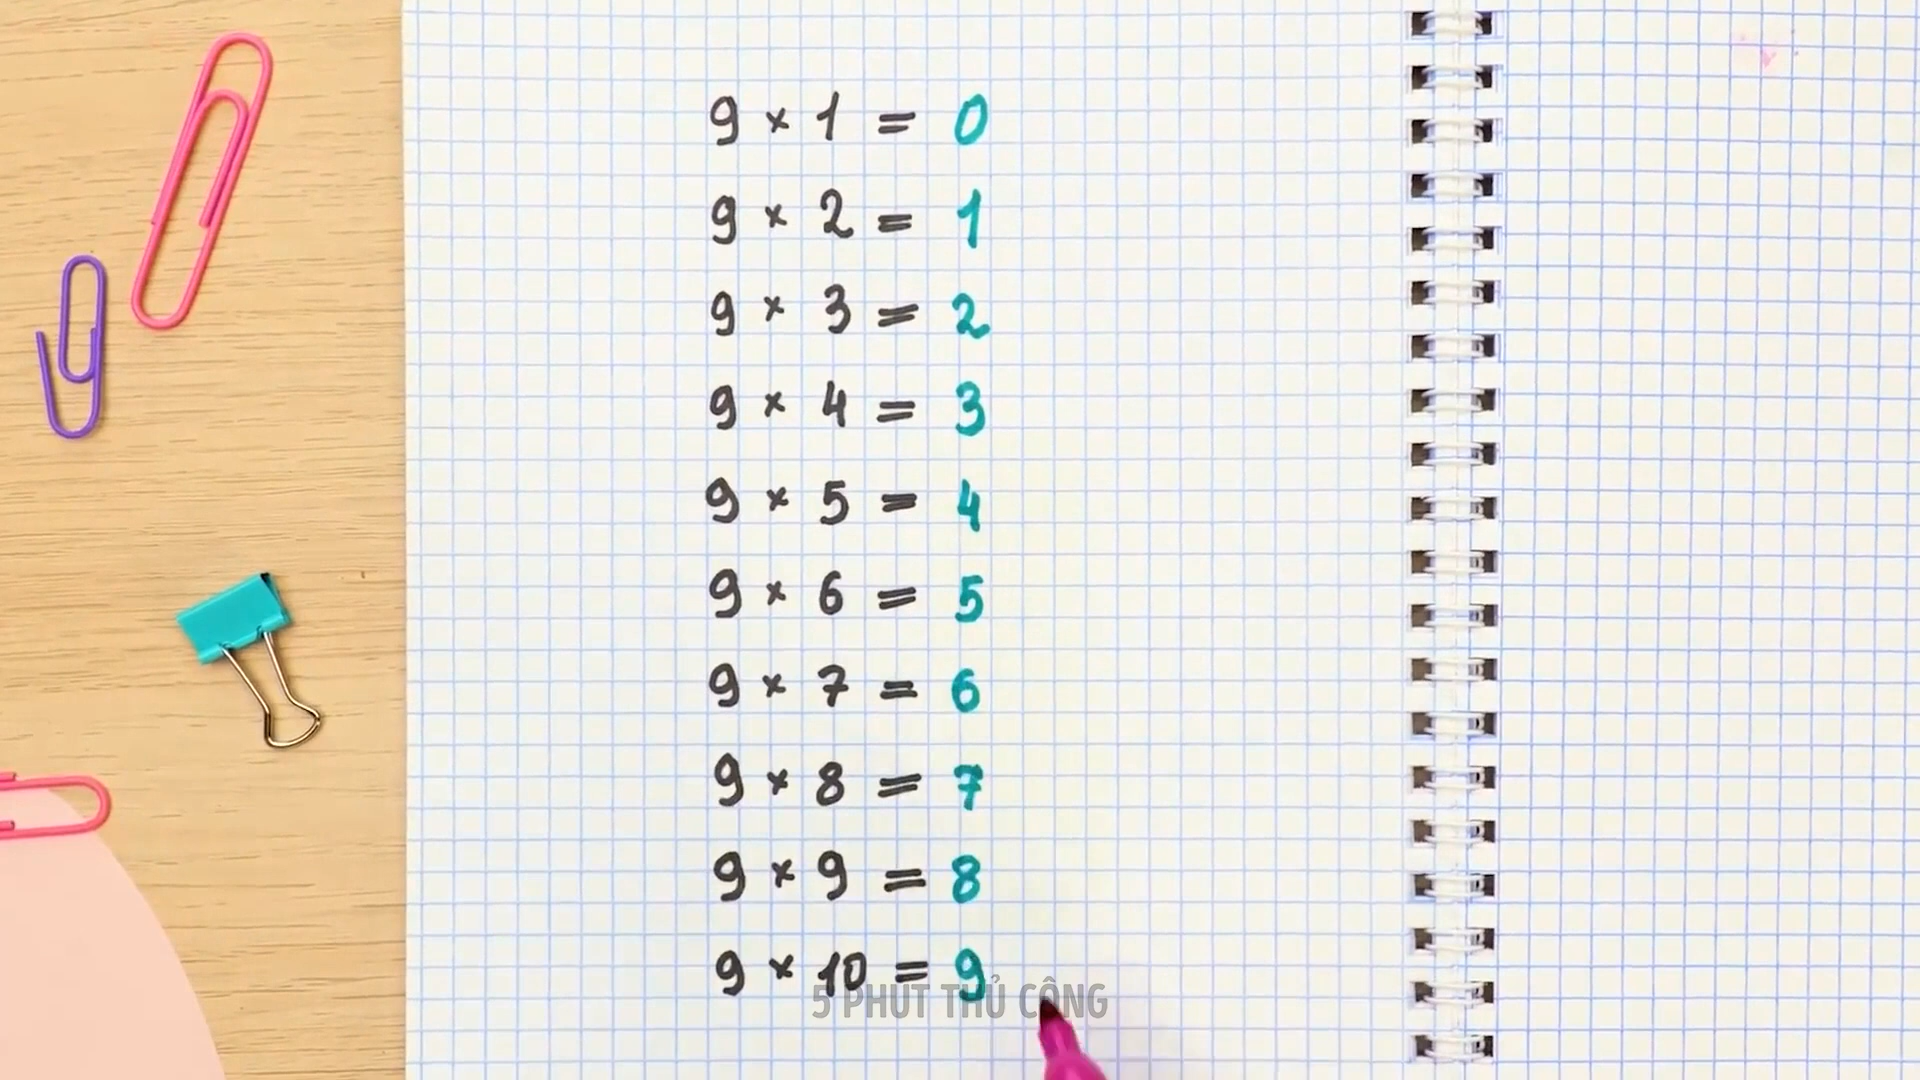 9 × 1 = 0
9 × 2 = 1
9 × 3 = 2
9 × 4 = 3
9 × 5 = 4
9 × 6 = 5
9 × 7 = 6
9 × 8 = 7
9 × 9 = 8
9 × 10 = 9
5 PHÚT THỦ CÔNG